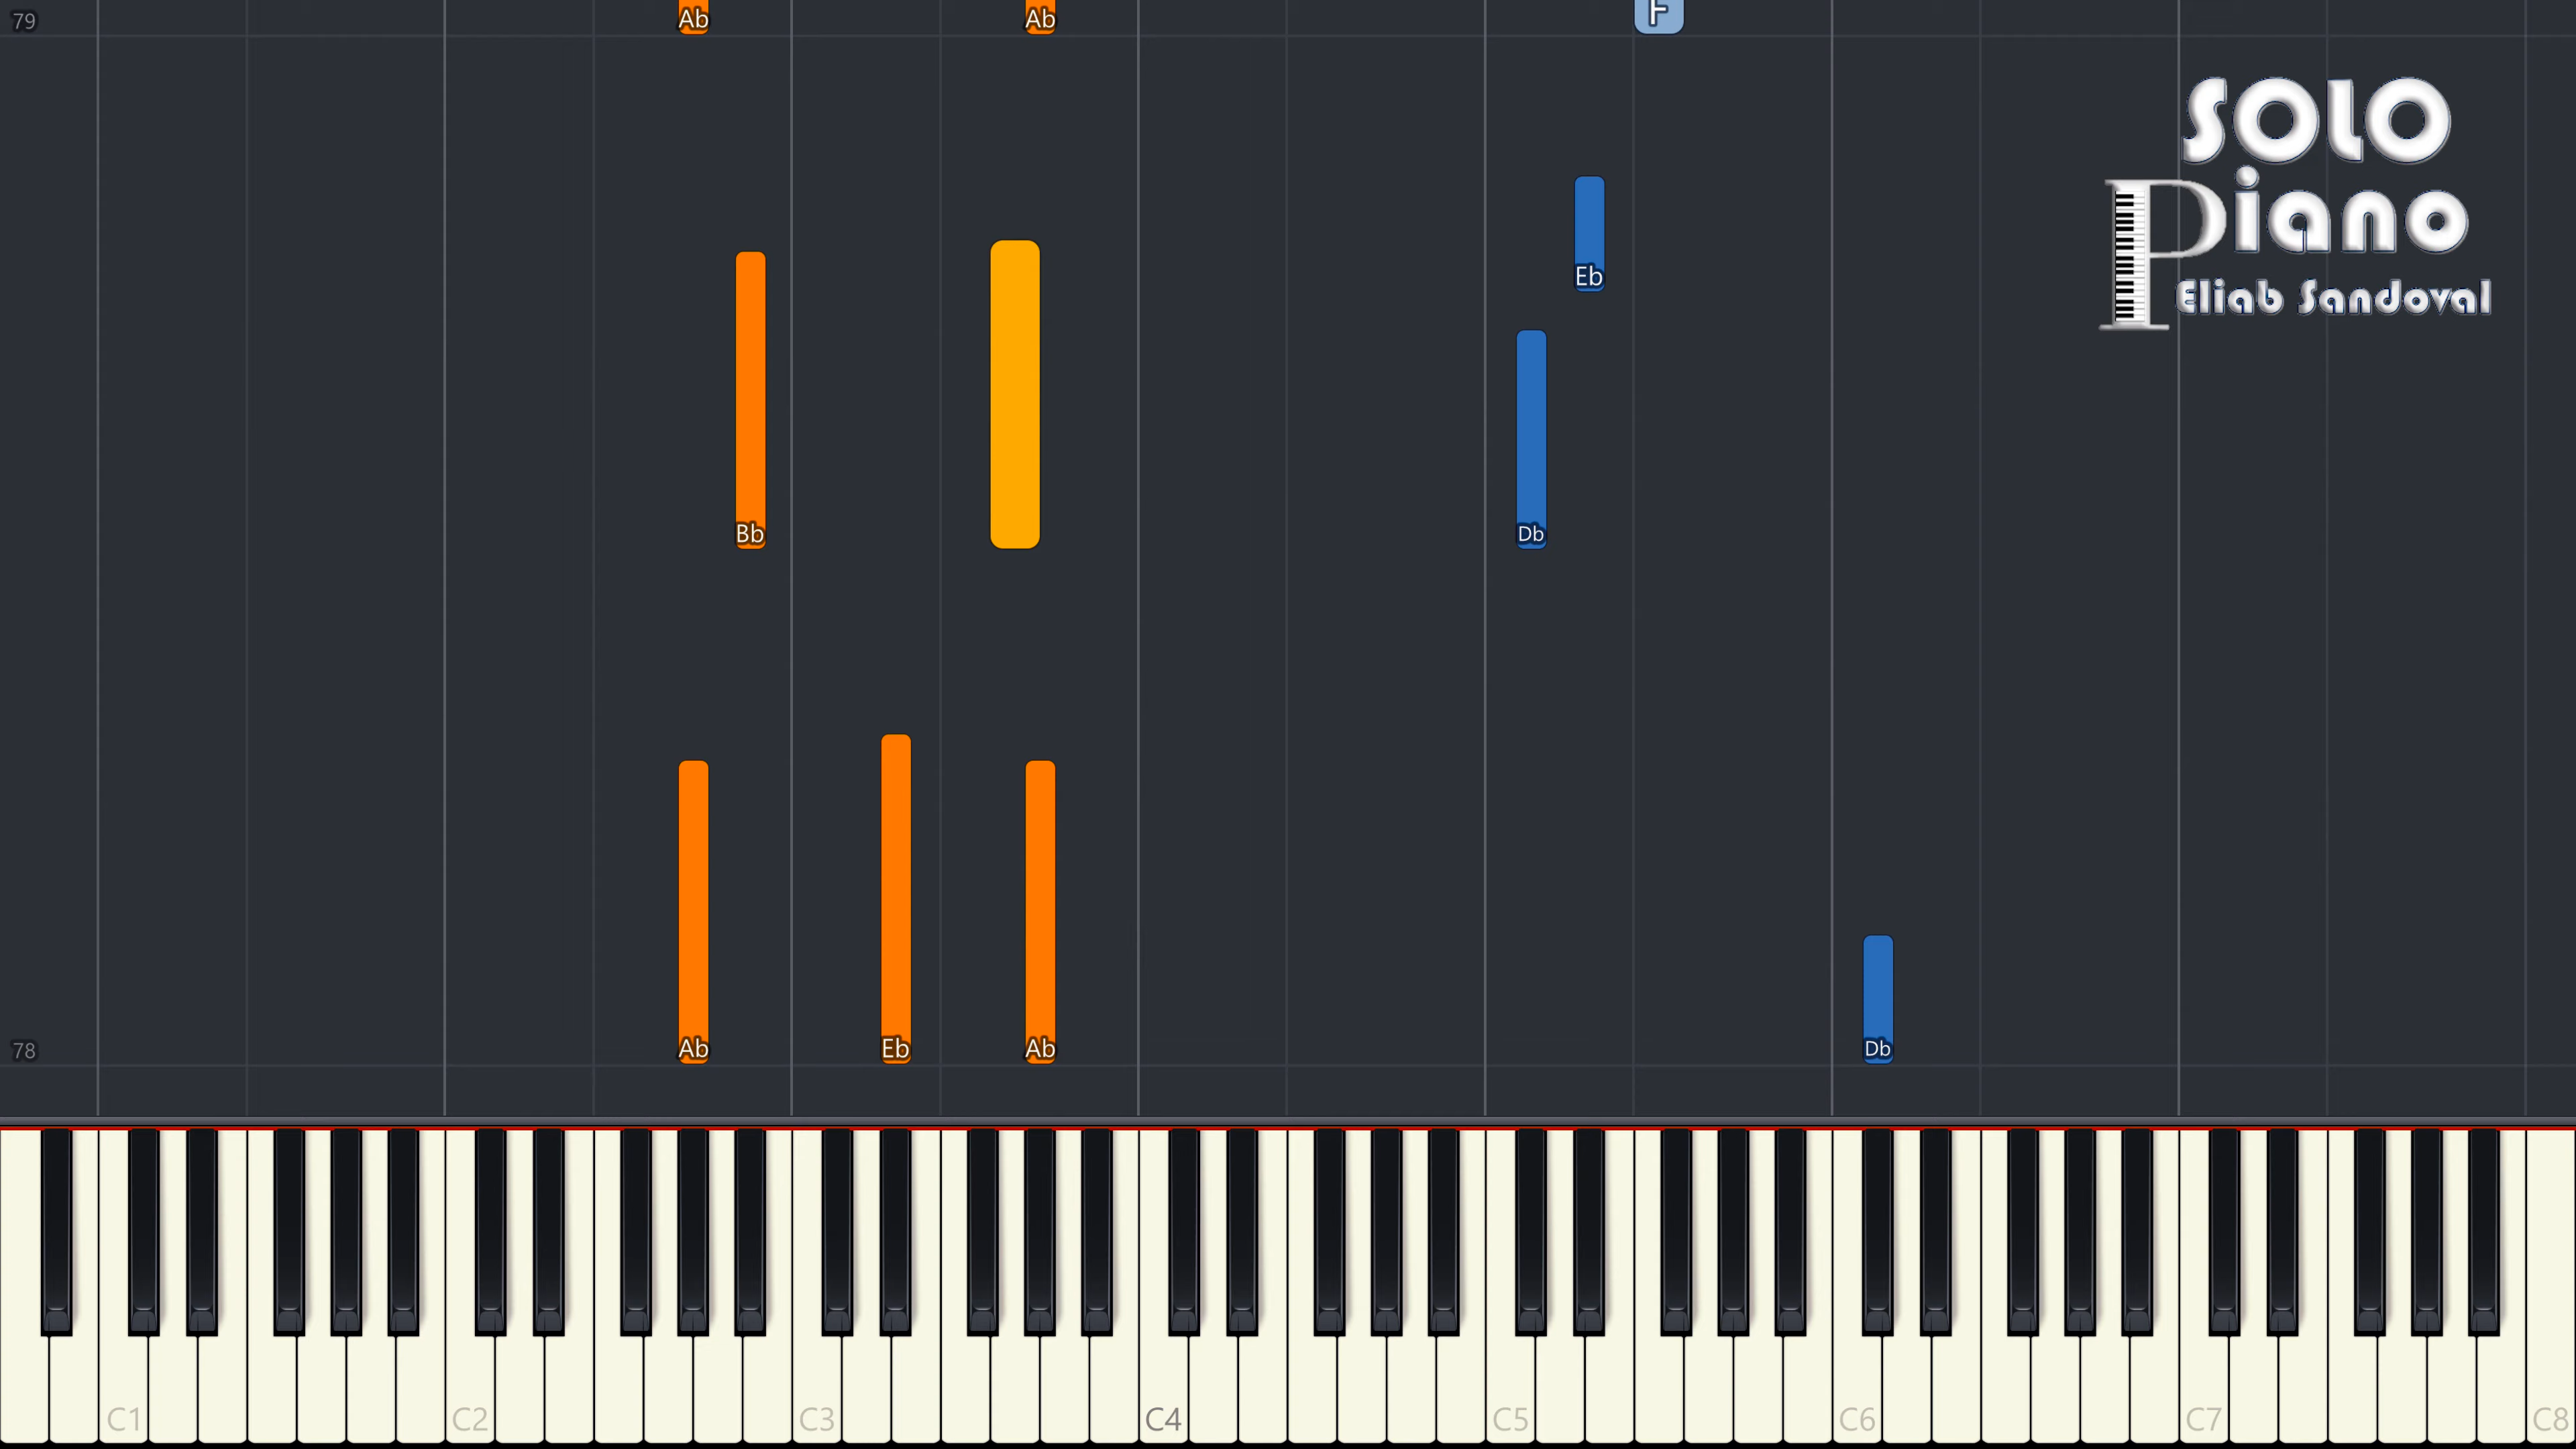 79
Ab
Ab
F
SOLO
Piano
Eliab Sandoval
Eb
Bb
Db
78
Ab
Eb
Ab
Db
C1
C2
C3
C4
C5
C6
C7
C8